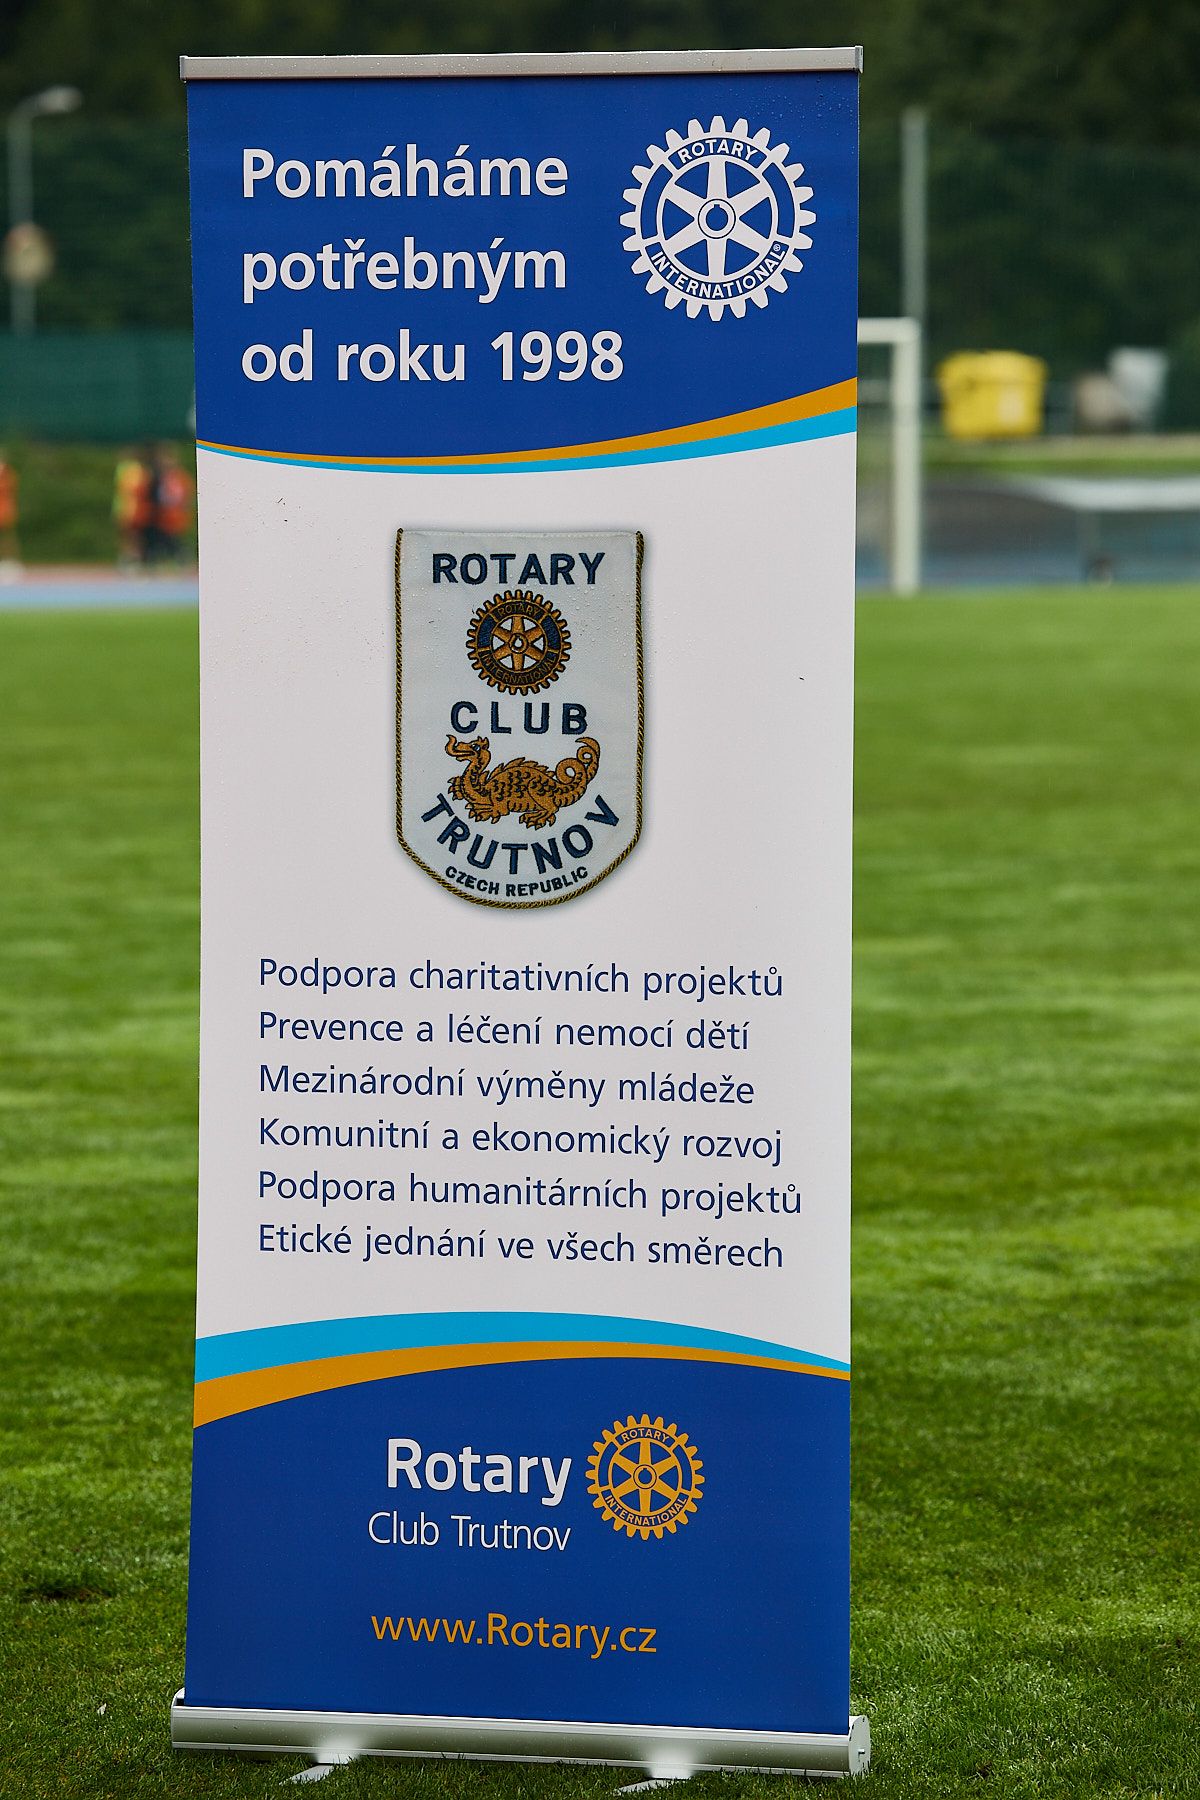 Pomáháme
potřebným
od roku 1998
ROTARY
INTERNATIONAL®
ROTARY
ROTARY
INTERNATIONAL
CLUB
TRUTNOV
CZECH REPUBLIC
Podpora charitativních projektů
Prevence a léčení nemocí dětí
Mezinárodní výměny mládeže
Komunitní a ekonomický rozvoj
Podpora humanitárních projektů
Etické jednání ve všech směrech
Rotary
Club Trutnov
ROTARY
INTERNATIONAL
www.Rotary.cz